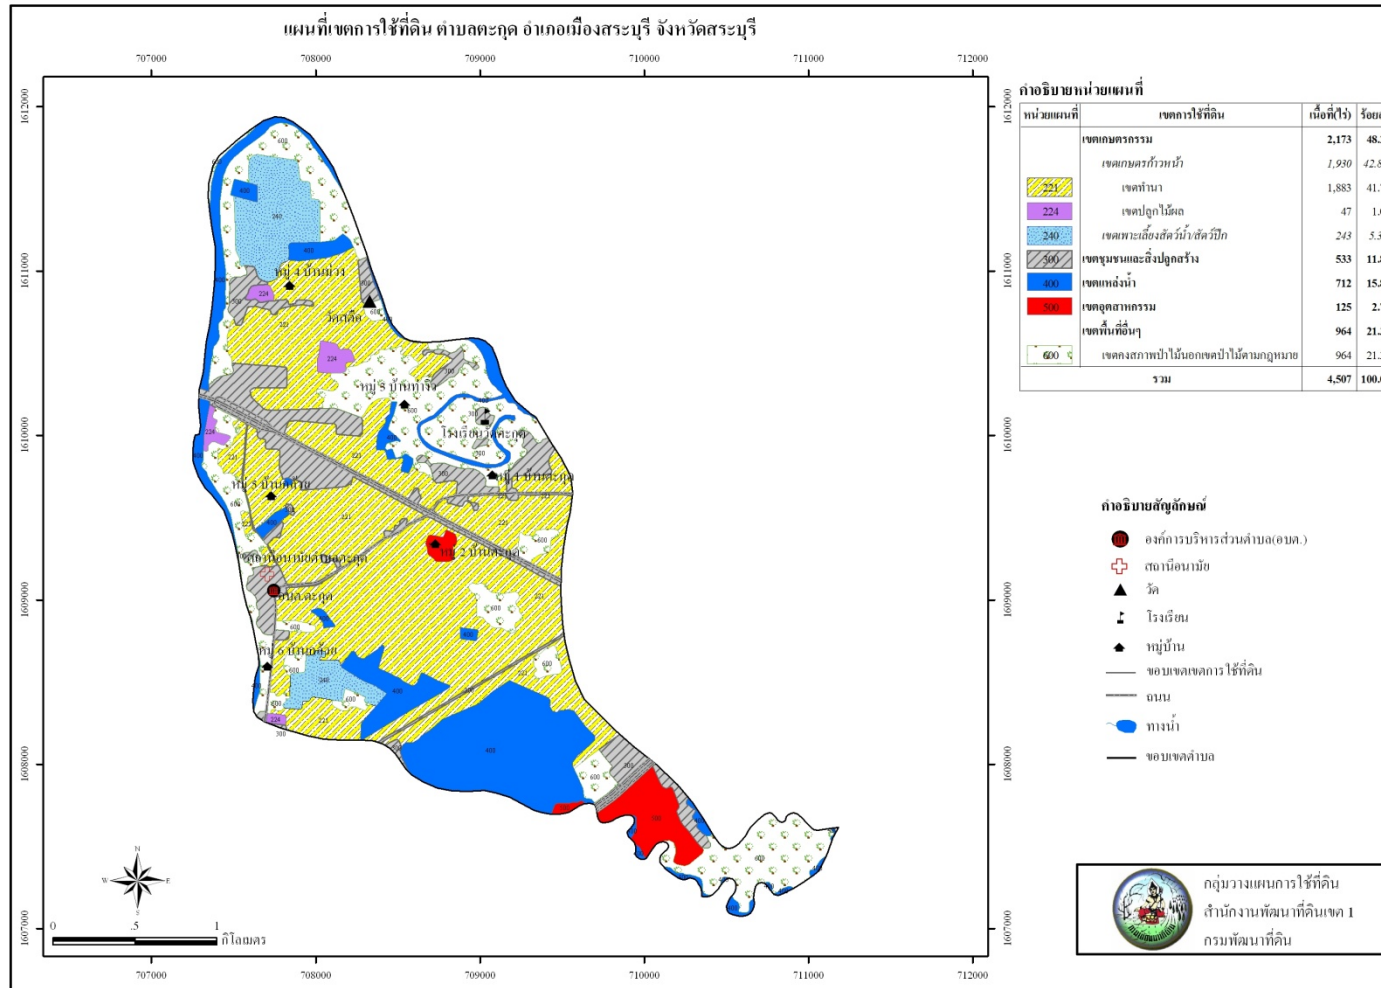 แผนที่เขตการใช้ที่ดิน ตำบลตะกุด อำเภอเมืองสระบุรี จังหวัดสระบุรี
707000 708000 709000 710000 711000 712000
1612000 1611000 1610000 1609000 1608000 1607000
หมู่ 4 บ้านม่วง
วัดสตือ
หมู่ 3 บ้านท่างิ้ว
โรงเรียนวัดตะกุด
หมู่ 1 บ้านตะกุด
หมู่ 5 บ้านกล้วย
หมู่ 2 บ้านตะกุด
สถานีอนามัยตำบลตะกุด
อบต.ตะกุด
หมู่ 6 บ้านกล้วย
คำอธิบายหน่วยแผนที่
หน่วยแผนที่ เขตการใช้ที่ดิน เนื้อที่(ไร่)
เขตเกษตรกรรม 2,173
เขตเกษตรก้าวหน้า 1,930
221 เขตทำนา 1,883
224 เขตปลูกไม้ผล 47
240 เขตเพาะเลี้ยงสัตว์น้ำ/สัตว์ปีก 243
300 เขตชุมชนและสิ่งปลูกสร้าง 533
400 เขตแหล่งน้ำ 712
500 เขตอุตสาหกรรม 125
เขตพื้นที่อื่นๆ 964
600 เขตคงสภาพป่าไม้นอกเขตป่าไม้ตามกฎหมาย 964
รวม 4,507
คำอธิบายสัญลักษณ์
องค์การบริหารส่วนตำบล(อบต.)
สถานีอนามัย
วัด
โรงเรียน
หมู่บ้าน
ขอบเขตเขตการใช้ที่ดิน
ถนน
ทางน้ำ
ขอบเขตตำบล
N
W E
S
0 .5 1
กิโลเมตร
707000 708000 709000 710000 711000 712000
กลุ่มวางแผนการใช้ที่ดิน
สำนักงานพัฒนาที่ดินเขต 1
กรมพัฒนาที่ดิน